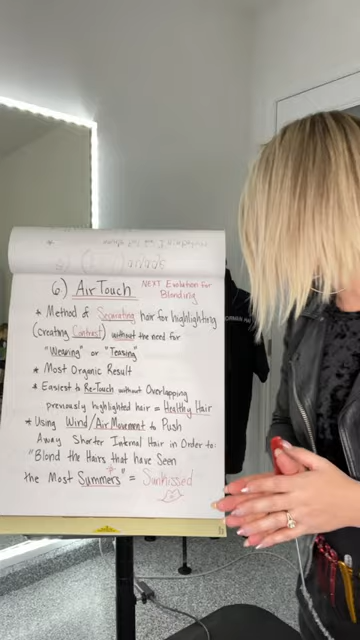 6) AirTouch
NEXT Evolution for
Blonding
* Method of Separating hair for highlighting
(creating Contrast) without the need for
"Weaving" or "Teasing"
* Most Organic Result
* Easiest to Re-Touch without Overlapping
previously highlighted hair = Healthy Hair
* Using Wind/Air Movement to Push
Away Shorter Internal Hair in Order to:
"Blond the Hairs that have Seen
the Most Summers" = Sunkissed